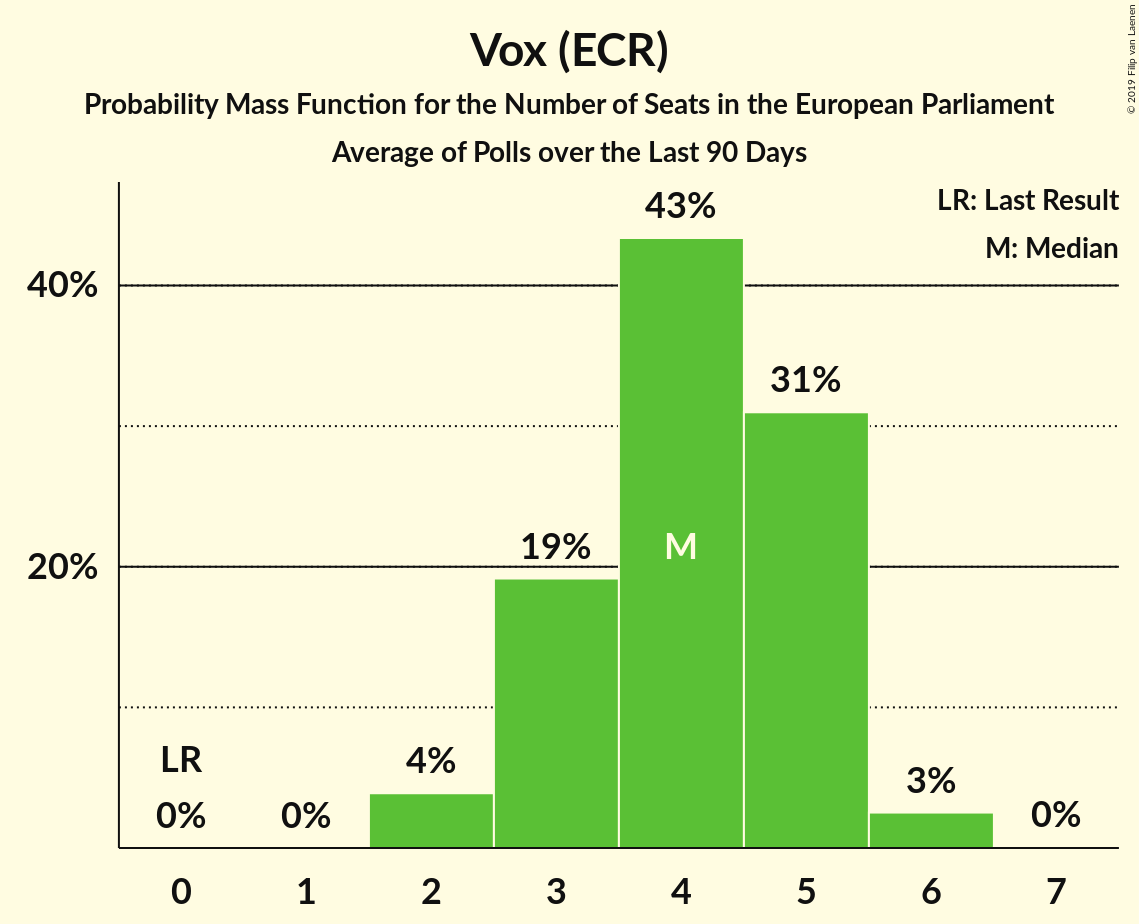 Vox (ECR)
Probability Mass Function for the Number of Seats in the European Parliament
Average of Polls over the Last 90 Days
© 2019 Filip van Laenen
LR: Last Result
M: Median
43%
40%
31%
19%
M
20%
LR
4%
3%
0%
0%
0%
0
1
2
3
4
5
6
7